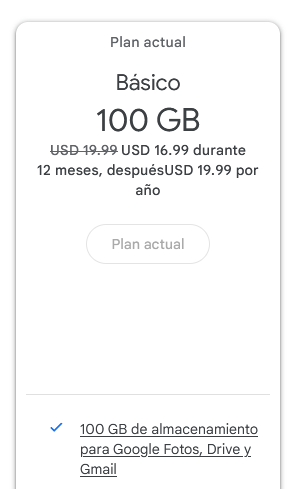 Plan actual
Básico
100 GB
USD 19.99 USD 16.99 durante
12 meses, despuésUSD 19.99 por
año
Plan actual
100 GB de almacenamiento
para Google Fotos, Drive y
Gmail